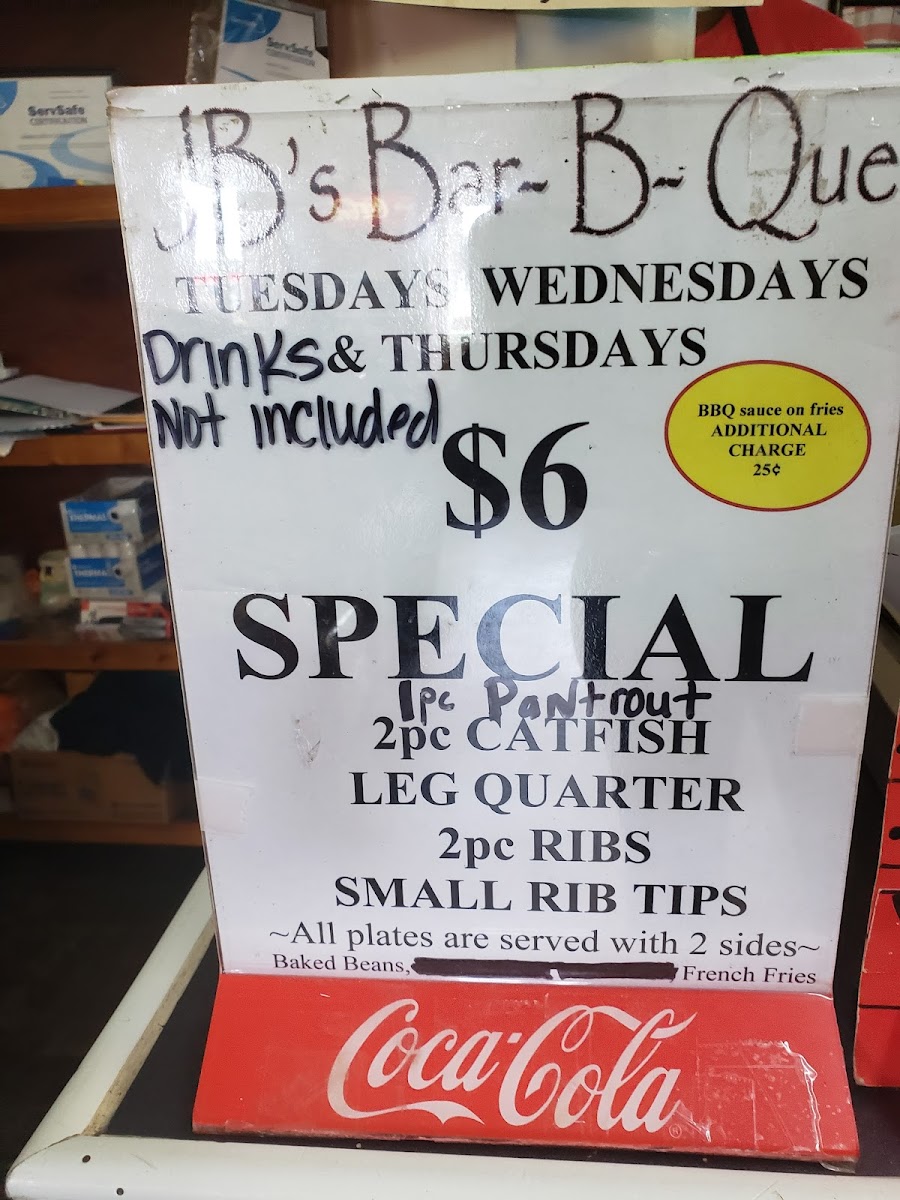 ServSafe
ServSafe
CERTIFICATION
JB's Bar-B-Que
TUESDAYS WEDNESDAYS
Drinks & THURSDAYS
Not included
BBQ sauce on fries
ADDITIONAL
CHARGE
25¢
$6
SPECIAL
1pc Pantrout
2pc CATFISH
LEG QUARTER
2pc RIBS
SMALL RIB TIPS
~All plates are served with 2 sides~
Baked Beans, , French Fries
Coca-Cola